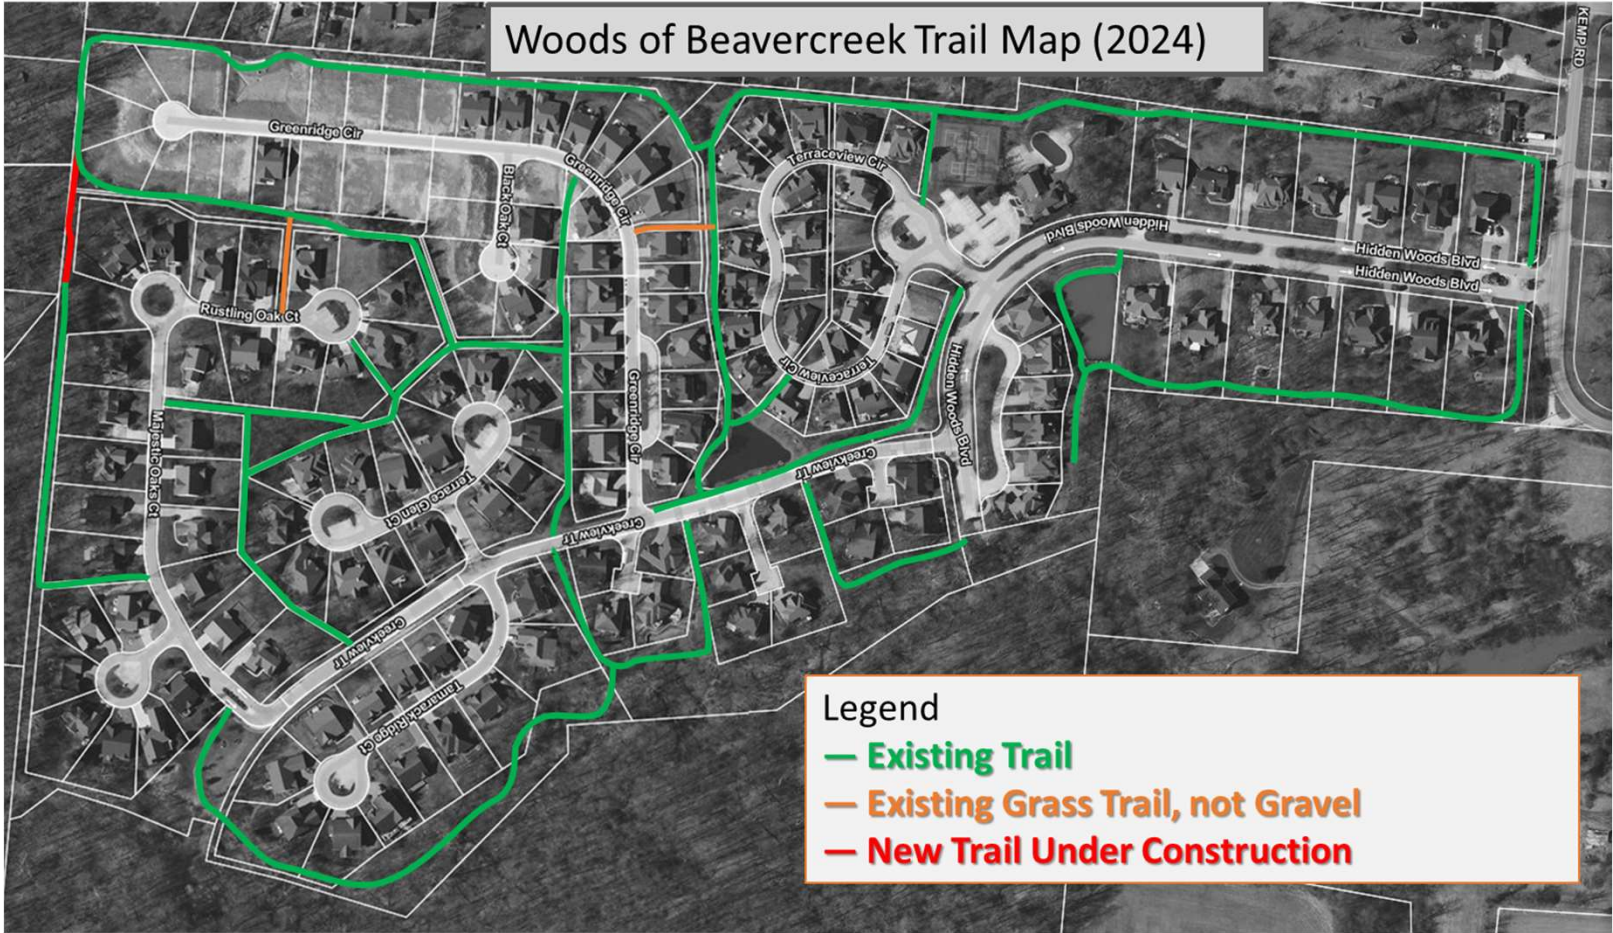 Woods of Beavercreek Trail Map (2024)
KEMP RD
Greenridge Cir
Greenridge Cir
Black Oak Ct
Terraceview Cir
Hidden Woods Blvd
Hidden Woods Blvd
Hidden Woods Blvd
Rustling Oak Ct
Terraceview Cir
Hidden Woods Blvd
Greenridge Cir
Majestic Oaks Ct
Creekview Tr
Terrace Glen Ct
Creekview Tr
Creekview Tr
Tamarack Ridge Ct
Legend
— Existing Trail
— Existing Grass Trail, not Gravel
— New Trail Under Construction